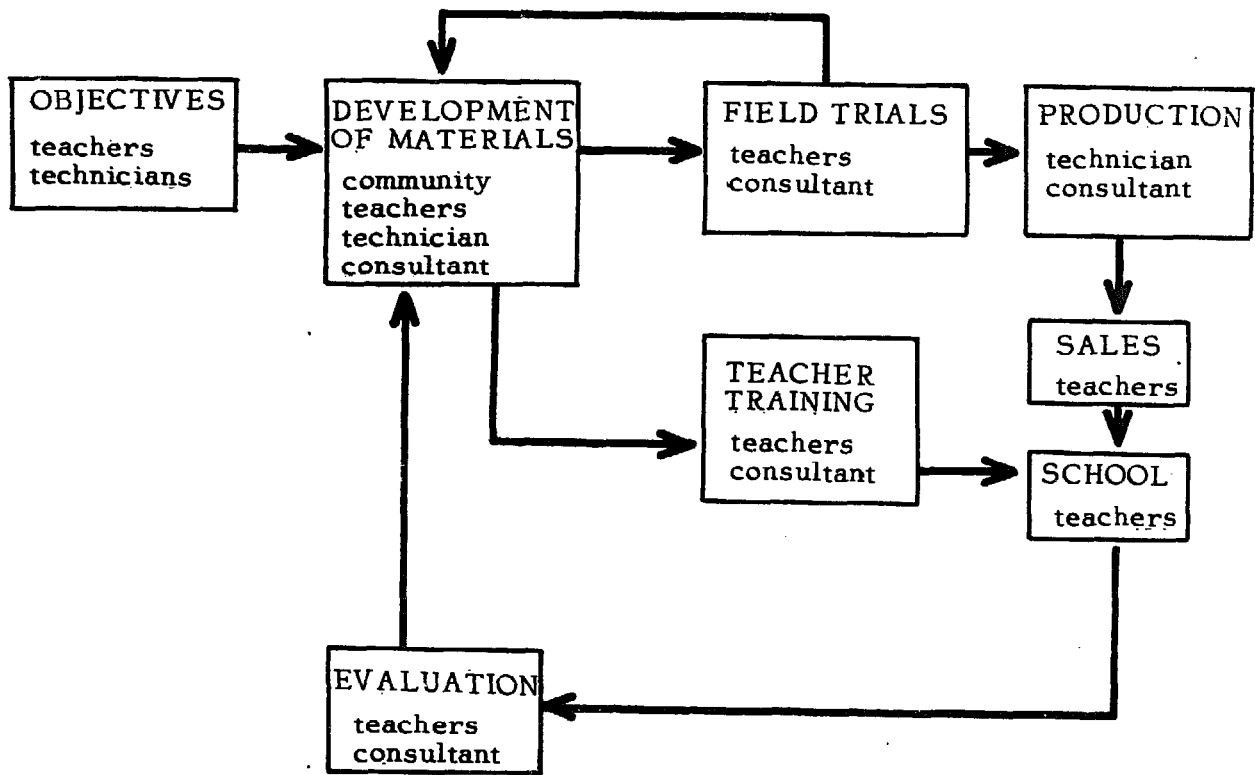 OBJECTIVES
teachers
technicians
DEVELOPMENT
OF MATERIALS
community
teachers
technician
consultant
FIELD TRIALS
teachers
consultant
PRODUCTION
technician
consultant
TEACHER
TRAINING
teachers
consultant
SALES
teachers
SCHOOL
teachers
EVALUATION
teachers
consultant